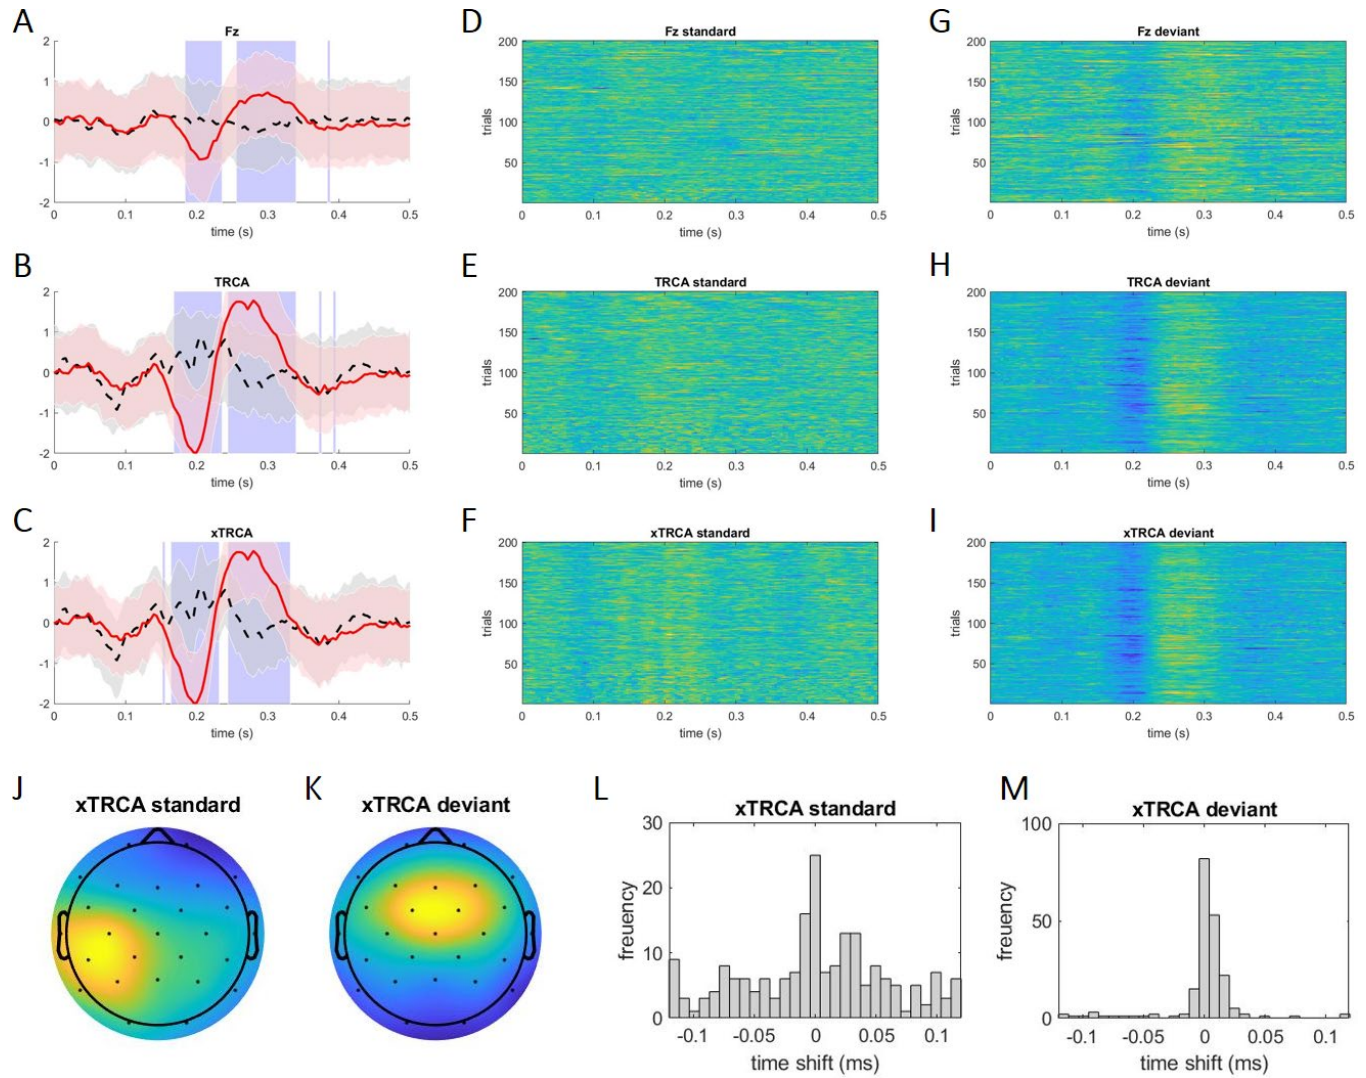 A
Fz
2
1
0
-1
-2
0 0.1 0.2 0.3 0.4 0.5
time (s)
D
Fz standard
200
150
100
50
trials
0 0.1 0.2 0.3 0.4 0.5
time (s)
G
Fz deviant
200
150
100
50
trials
0 0.1 0.2 0.3 0.4 0.5
time (s)
B
TRCA
2
1
0
-1
-2
0 0.1 0.2 0.3 0.4 0.5
time (s)
E
TRCA standard
200
150
100
50
trials
0 0.1 0.2 0.3 0.4 0.5
time (s)
H
TRCA deviant
200
150
100
50
trials
0 0.1 0.2 0.3 0.4 0.5
time (s)
C
xTRCA
2
1
0
-1
-2
0 0.1 0.2 0.3 0.4 0.5
time (s)
F
xTRCA standard
200
150
100
50
trials
0 0.1 0.2 0.3 0.4 0.5
time (s)
I
xTRCA deviant
200
150
100
50
trials
0 0.1 0.2 0.3 0.4 0.5
time (s)
J
xTRCA standard
K
xTRCA deviant
L
xTRCA standard
30
20
10
0
freuency
-0.1 -0.05 0 0.05 0.1
time shift (ms)
M
xTRCA deviant
100
50
0
freuency
-0.1 -0.05 0 0.05 0.1
time shift (ms)